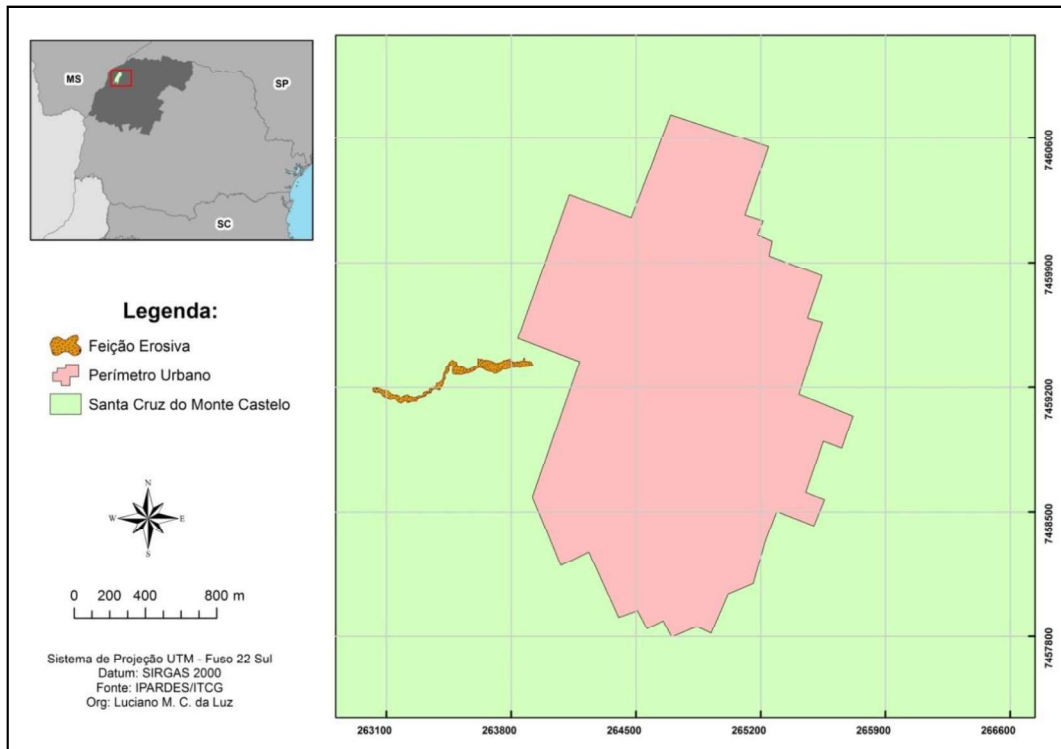 MS
SP
SC
Legenda:
Feição Erosiva
Perímetro Urbano
Santa Cruz do Monte Castelo
N
W
E
S
0 200 400 800 m
Sistema de Projeção UTM - Fuso 22 Sul
Datum: SIRGAS 2000
Fonte: IPARDES/ITCG
Org: Luciano M. C. da Luz
7460600
7459900
7459200
7458500
7457800
263100 263800 264500 265200 265900 266600